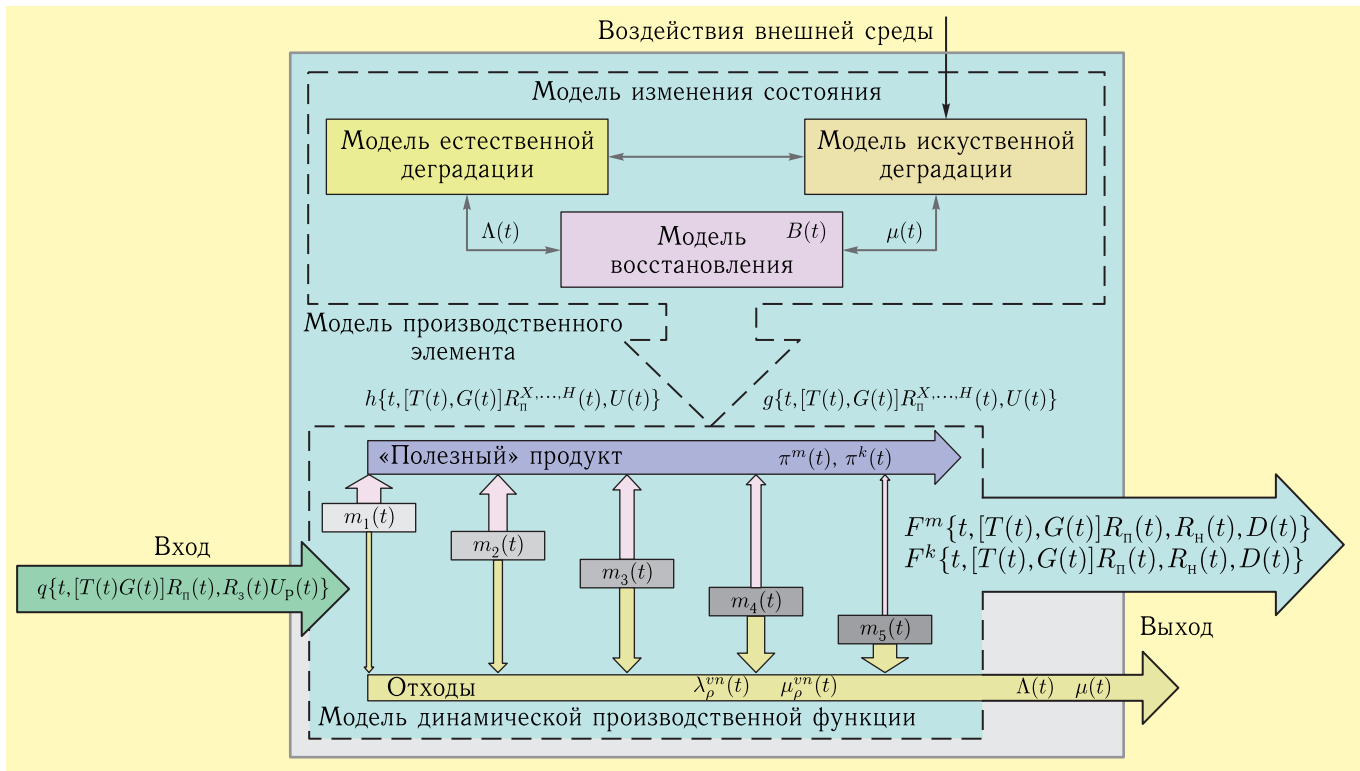 Воздействия внешней среды
Модель изменения состояния
Модель естественной
деградации
Модель искуственной
деградации
Λ(t)
Модель
восстановления
B(t)
μ(t)
Модель производственного
элемента
h{t,[T(t),G(t)]R_п^{X,...,H}(t),U(t)}
g{t,[T(t),G(t)]R_п^{X,...,H}(t),U(t)}
«Полезный» продукт
π^m(t), π^k(t)
m_1(t)
m_2(t)
m_3(t)
m_4(t)
m_5(t)
Вход
q{t,[T(t)G(t)]R_п(t),R_з(t)U_Р(t)}
F^m{t,[T(t),G(t)]R_п(t),R_н(t),D(t)}
F^k{t,[T(t),G(t)]R_п(t),R_н(t),D(t)}
Выход
Отходы
λ_ρ^{vn}(t) μ_ρ^{vn}(t)
Λ(t) μ(t)
Модель динамической производственной функции